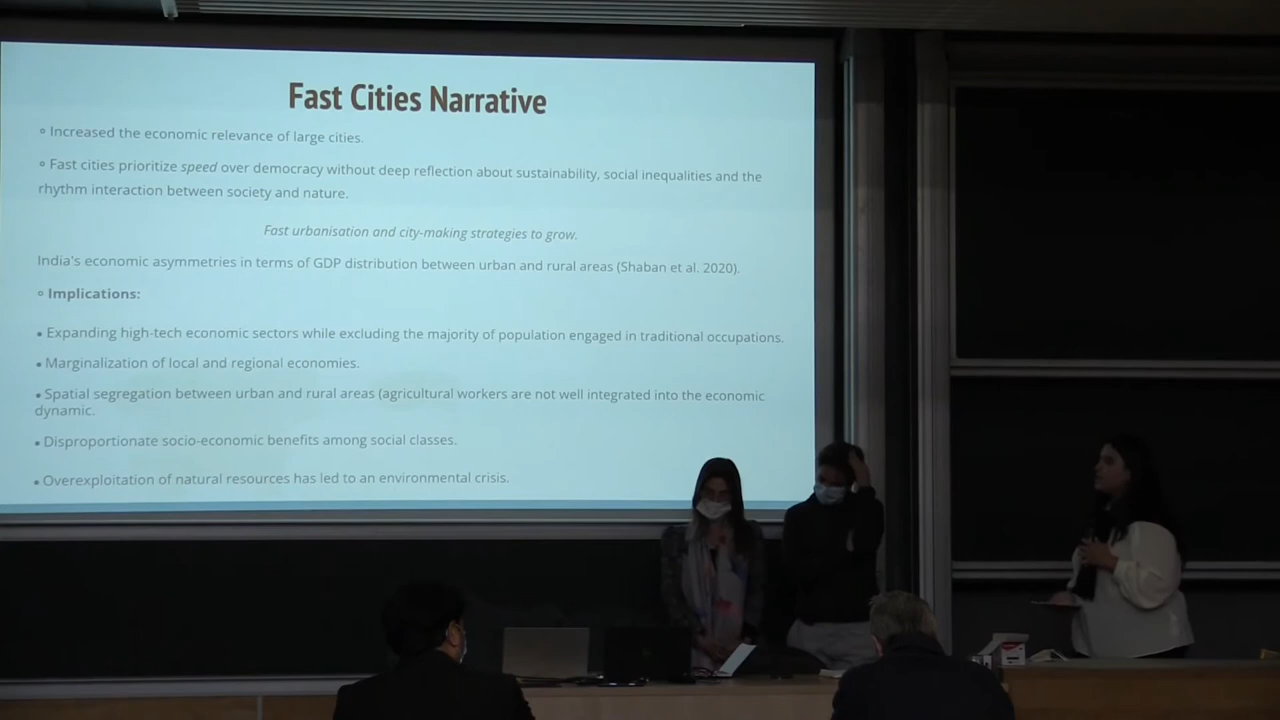 Fast Cities Narrative
∘ Increased the economic relevance of large cities.
∘ Fast cities prioritize speed over democracy without deep reflection about sustainability, social inequalities and the
rhythm interaction between society and nature.
Fast urbanisation and city-making strategies to grow.
India's economic asymmetries in terms of GDP distribution between urban and rural areas (Shaban et al. 2020).
∘ Implications:
▪ Expanding high-tech economic sectors while excluding the majority of population engaged in traditional occupations.
▪ Marginalization of local and regional economies.
▪ Spatial segregation between urban and rural areas (agricultural workers are not well integrated into the economic
dynamic.
▪ Disproportionate socio-economic benefits among social classes.
▪ Overexploitation of natural resources has led to an environmental crisis.